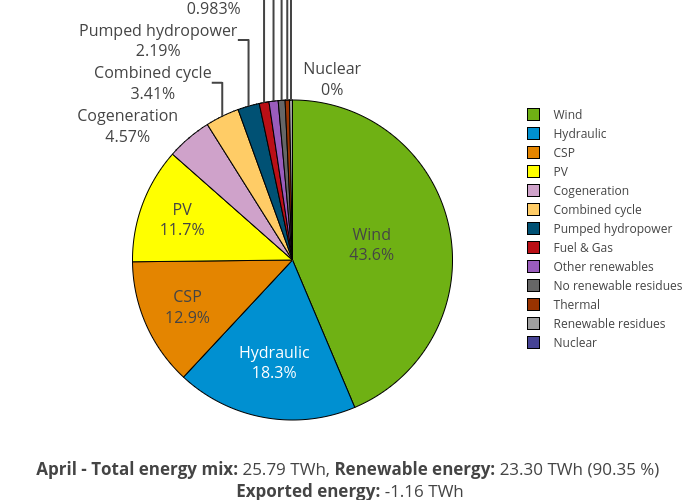 0.983%
Pumped hydropower
2.19%
Combined cycle
3.41%
Cogeneration
4.57%
Nuclear
0%
PV
11.7%
CSP
12.9%
Hydraulic
18.3%
Wind
43.6%
Wind
Hydraulic
CSP
PV
Cogeneration
Combined cycle
Pumped hydropower
Fuel & Gas
Other renewables
No renewable residues
Thermal
Renewable residues
Nuclear
April - Total energy mix: 25.79 TWh, Renewable energy: 23.30 TWh (90.35 %)
Exported energy: -1.16 TWh